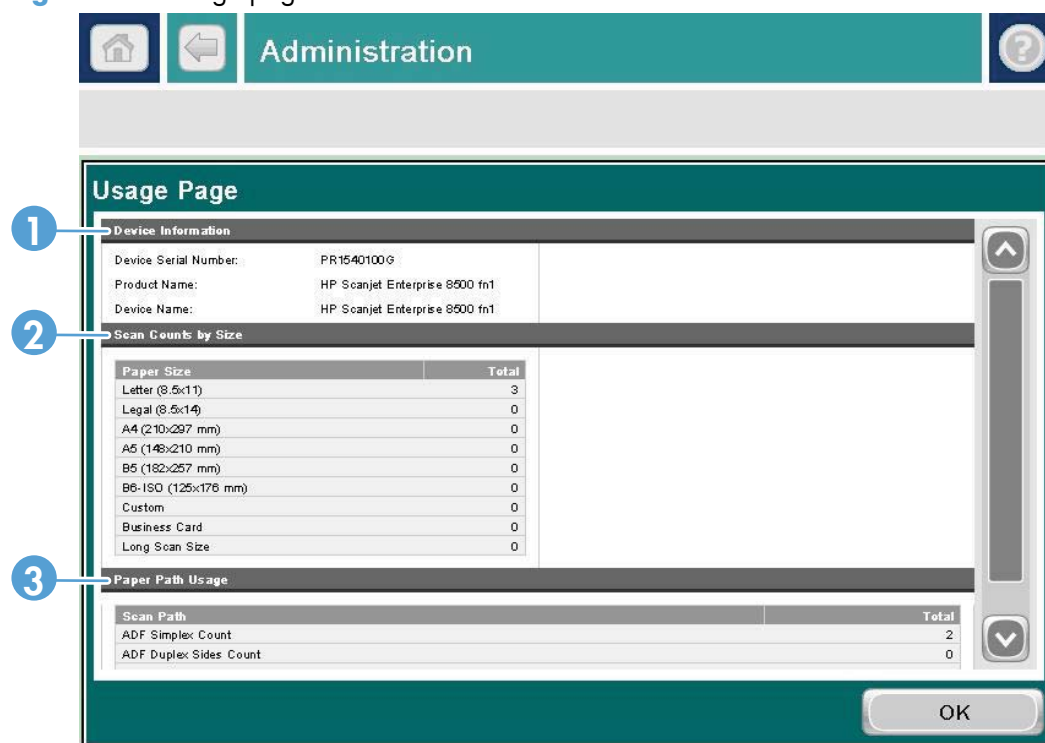 Administration
Usage Page
1
Device Information
Device Serial Number: PR1540100G
Product Name: HP Scanjet Enterprise 8500 fn1
Device Name: HP Scanjet Enterprise 8500 fn1
2
Scan Counts by Size
Paper Size Total
Letter (8.5x11) 3
Legal (8.5x14) 0
A4 (210x297 mm) 0
A5 (148x210 mm) 0
B5 (182x257 mm) 0
B6-ISO (125x176 mm) 0
Custom 0
Business Card 0
Long Scan Size 0
3
Paper Path Usage
Scan Path Total
ADF Simplex Count 2
ADF Duplex Sides Count 0
OK